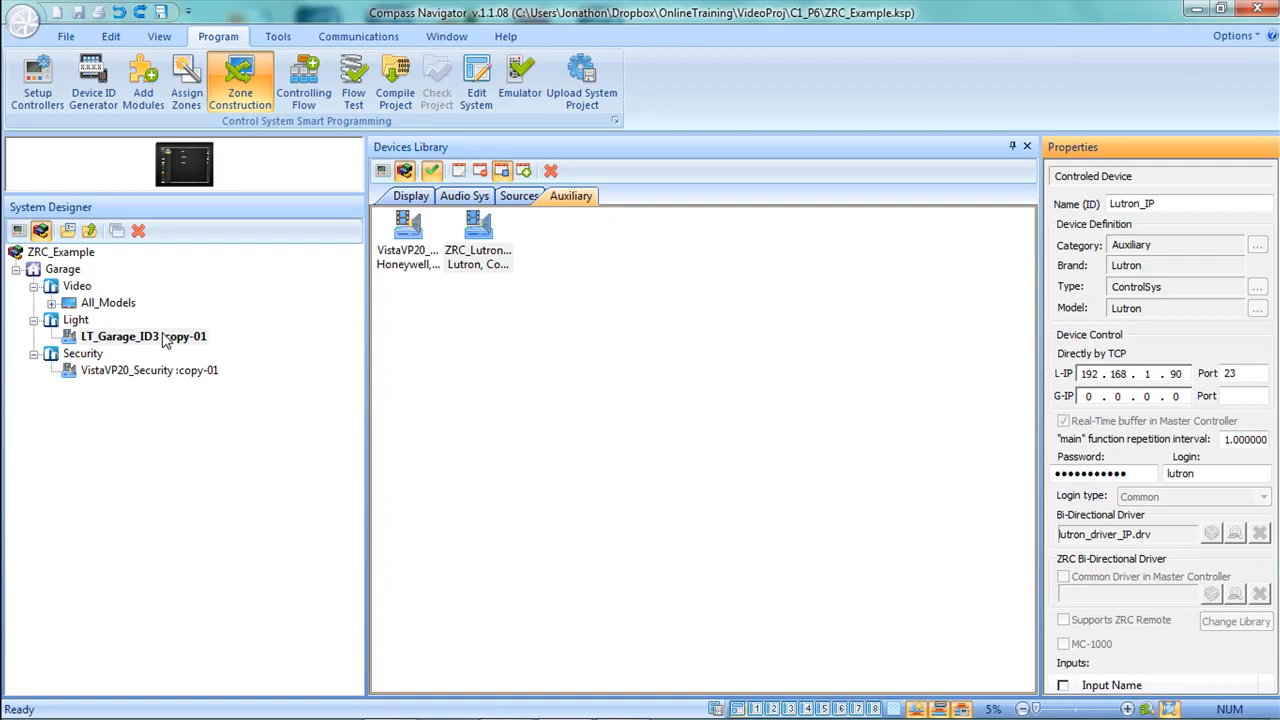 Compass Navigator v.1.1.08 (C:\Users\Jonathon\Dropbox\OnlineTraining\VideoProj\C1_P6\ZRC_Example.ksp)
File Edit View Program Tools Communications Window Help Options
Setup Controllers
Device ID Generator
Add Modules
Assign Zones
Zone Construction
Controlling Flow
Flow Test
Compile Project
Check Project
Edit System
Emulator
Upload System Project
Control System Smart Programming
System Designer
ZRC_Example
Garage
Video
All_Models
Light
LT_Garage_ID3 :copy-01
Security
VistaVP20_Security :copy-01
Devices Library
Display Audio Sys Sources Auxiliary
VistaVP20_... ZRC_Lutron...
Honeywell,... Lutron, Co...
Properties
Controled Device
Name (ID) Lutron_IP
Device Definition
Category: Auxiliary ...
Brand: Lutron
Type: ControlSys ...
Model: Lutron ...
Device Control
Directly by TCP
L-IP 192 . 168 . 1 . 90 Port 23
G-IP 0 . 0 . 0 . 0 Port
Real-Time buffer in Master Controller
"main" function repetition interval: 1.000000
Password: Login:
●●●●●●●●●●● lutron
Login type: Common
Bi-Directional Driver
lutron_driver_IP.drv
ZRC Bi-Directional Driver
Common Driver in Master Controller
Supports ZRC Remote Change Library
MC-1000
Inputs:
Input Name
Ready 1 2 3 4 5 6 7 8 5% NUM